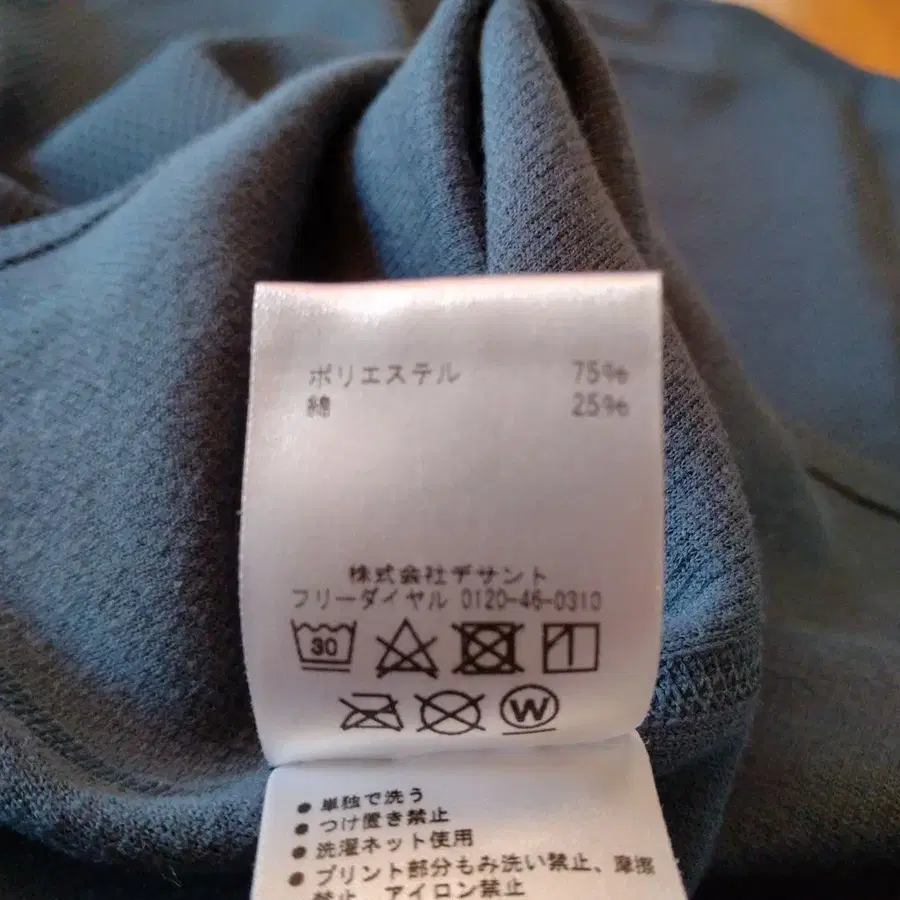 ポリエステル 75%
綿 25%
株式会社デサント
フリーダイヤル 0120-46-0310
30
W
● 単独で洗う
● つけ置き禁止
● 洗濯ネット使用
● プリント部分もみ洗い禁止、摩擦
禁止、アイロン禁止